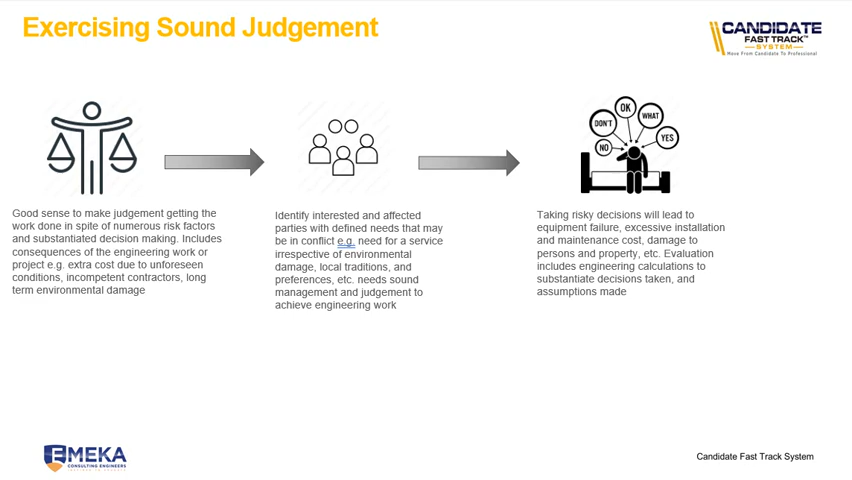 Exercising Sound Judgement
CANDIDATE
FAST TRACK™
SYSTEM
Move From Candidate To Professional
OK
DON'T
WHAT
YES
NO
Good sense to make judgement getting the
work done in spite of numerous risk factors
and substantiated decision making. Includes
consequences of the engineering work or
project e.g. extra cost due to unforeseen
conditions, incompetent contractors, long
term environmental damage
Identify interested and affected
parties with defined needs that may
be in conflict e.g. need for a service
irrespective of environmental
damage, local traditions, and
preferences, etc. needs sound
management and judgement to
achieve engineering work
Taking risky decisions will lead to
equipment failure, excessive installation
and maintenance cost, damage to
persons and property, etc. Evaluation
includes engineering calculations to
substantiate decisions taken, and
assumptions made
EMEKA
CONSULTING ENGINEERS
Candidate Fast Track System